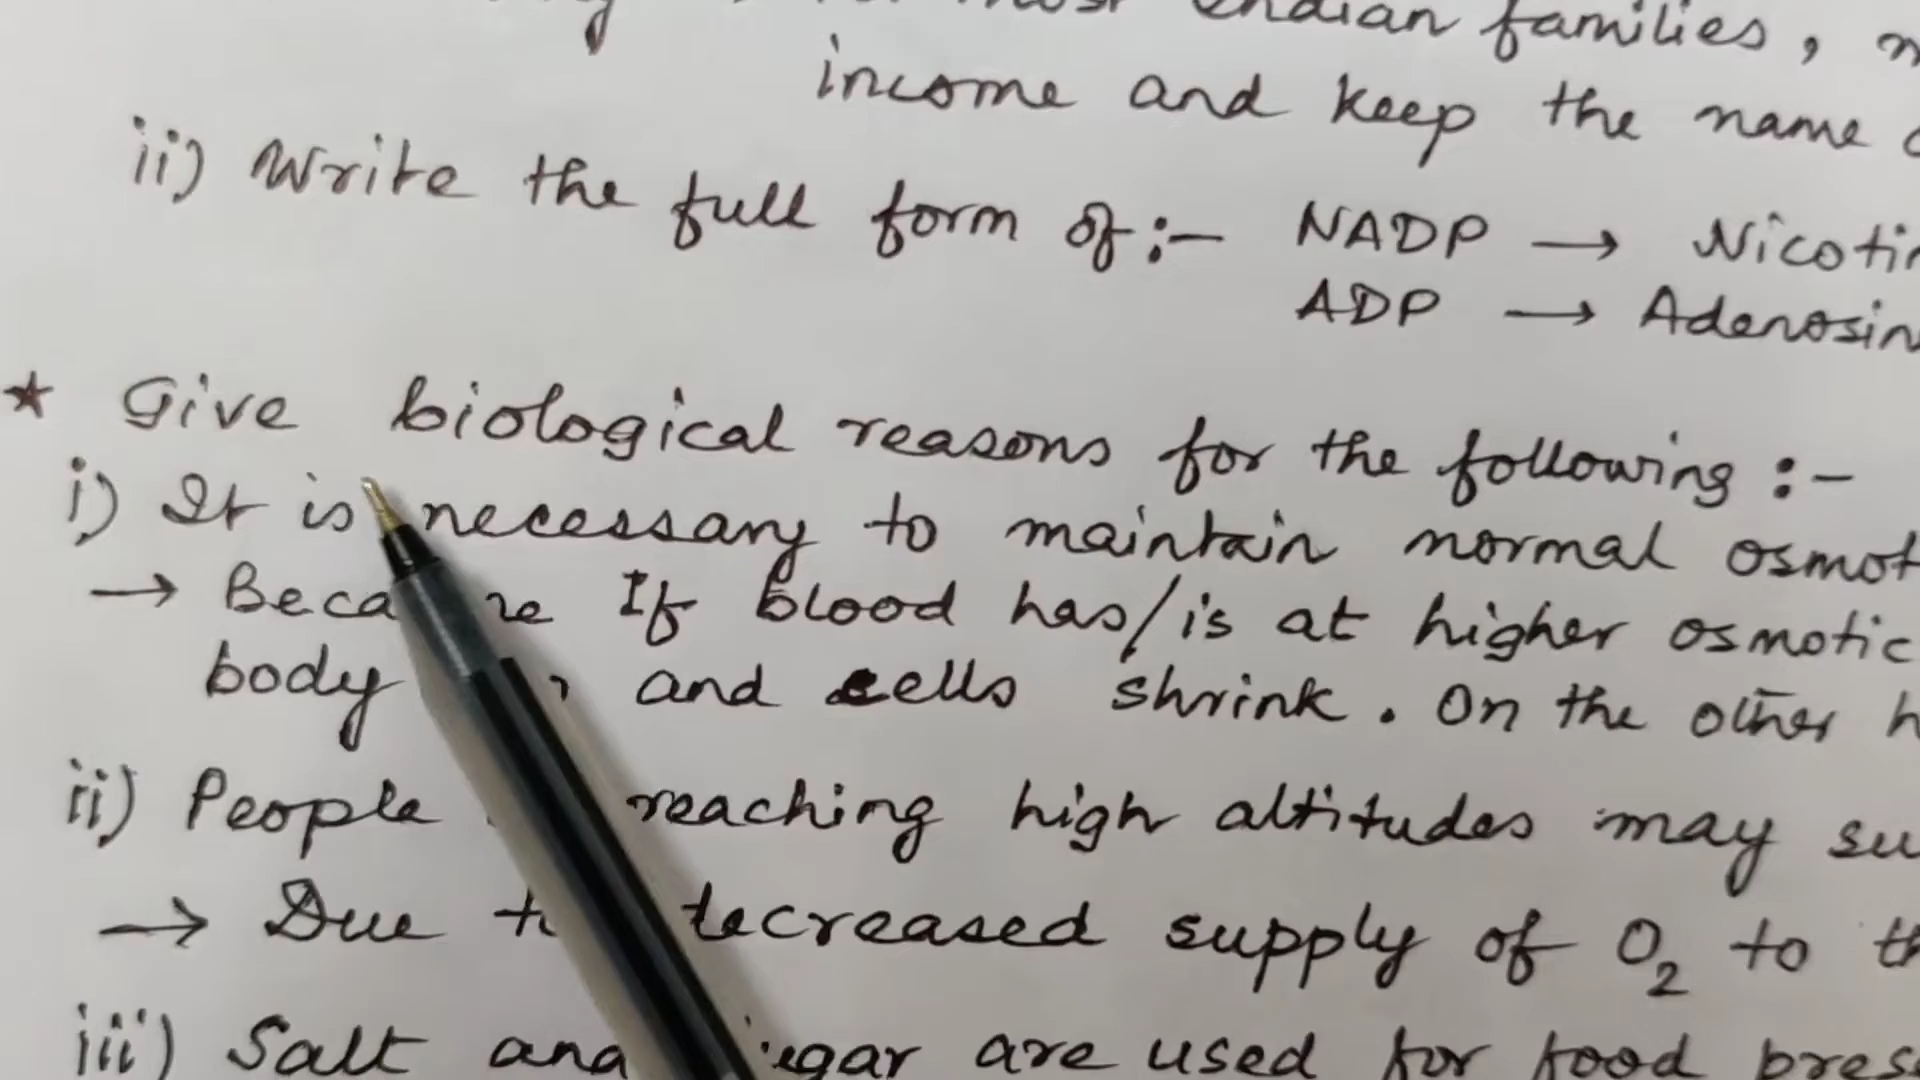 Indian families,
income and keep the name
ii) Write the full form of :- NADP → Nicotin
ADP → Adenosin
★ Give biological reasons for the following :-
i) It is necessary to maintain normal osmot
→ If blood has/is at higher osmotic
body and cells shrink. On the other h
ii) People reaching high altitudes may su
→ Due decreased supply of O₂ to th
iii) Salt and are used for food pres